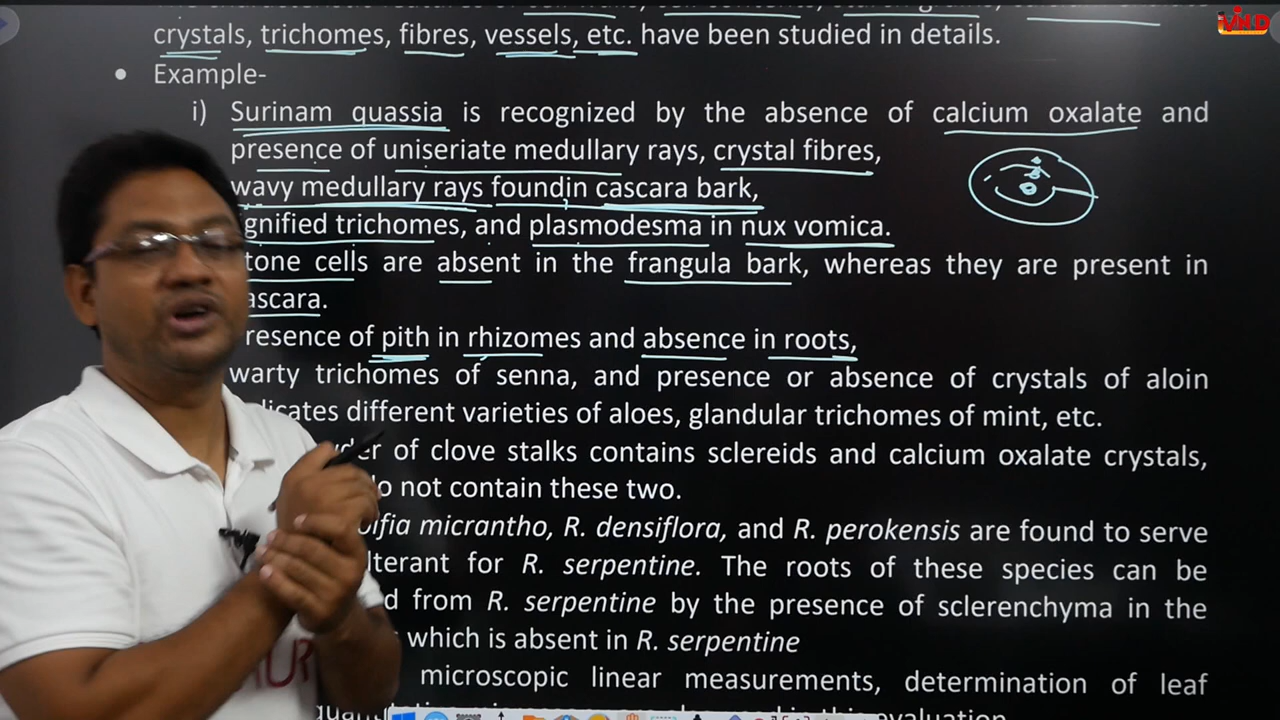 crystals, trichomes, fibres, vessels, etc. have been studied in details.
• Example-
i) Surinam quassia is recognized by the absence of calcium oxalate and
presence of uniseriate medullary rays, crystal fibres,
wavy medullary rays foundin cascara bark,
gnified trichomes, and plasmodesma in nux vomica.
tone cells are absent in the frangula bark, whereas they are present in
ascara.
resence of pith in rhizomes and absence in roots,
warty trichomes of senna, and presence or absence of crystals of aloin
dicates different varieties of aloes, glandular trichomes of mint, etc.
der of clove stalks contains sclereids and calcium oxalate crystals,
o not contain these two.
olfia micrantho, R. densiflora, and R. perokensis are found to serve
lterant for R. serpentine. The roots of these species can be
d from R. serpentine by the presence of sclerenchyma in the
which is absent in R. serpentine
microscopic linear measurements, determination of leaf